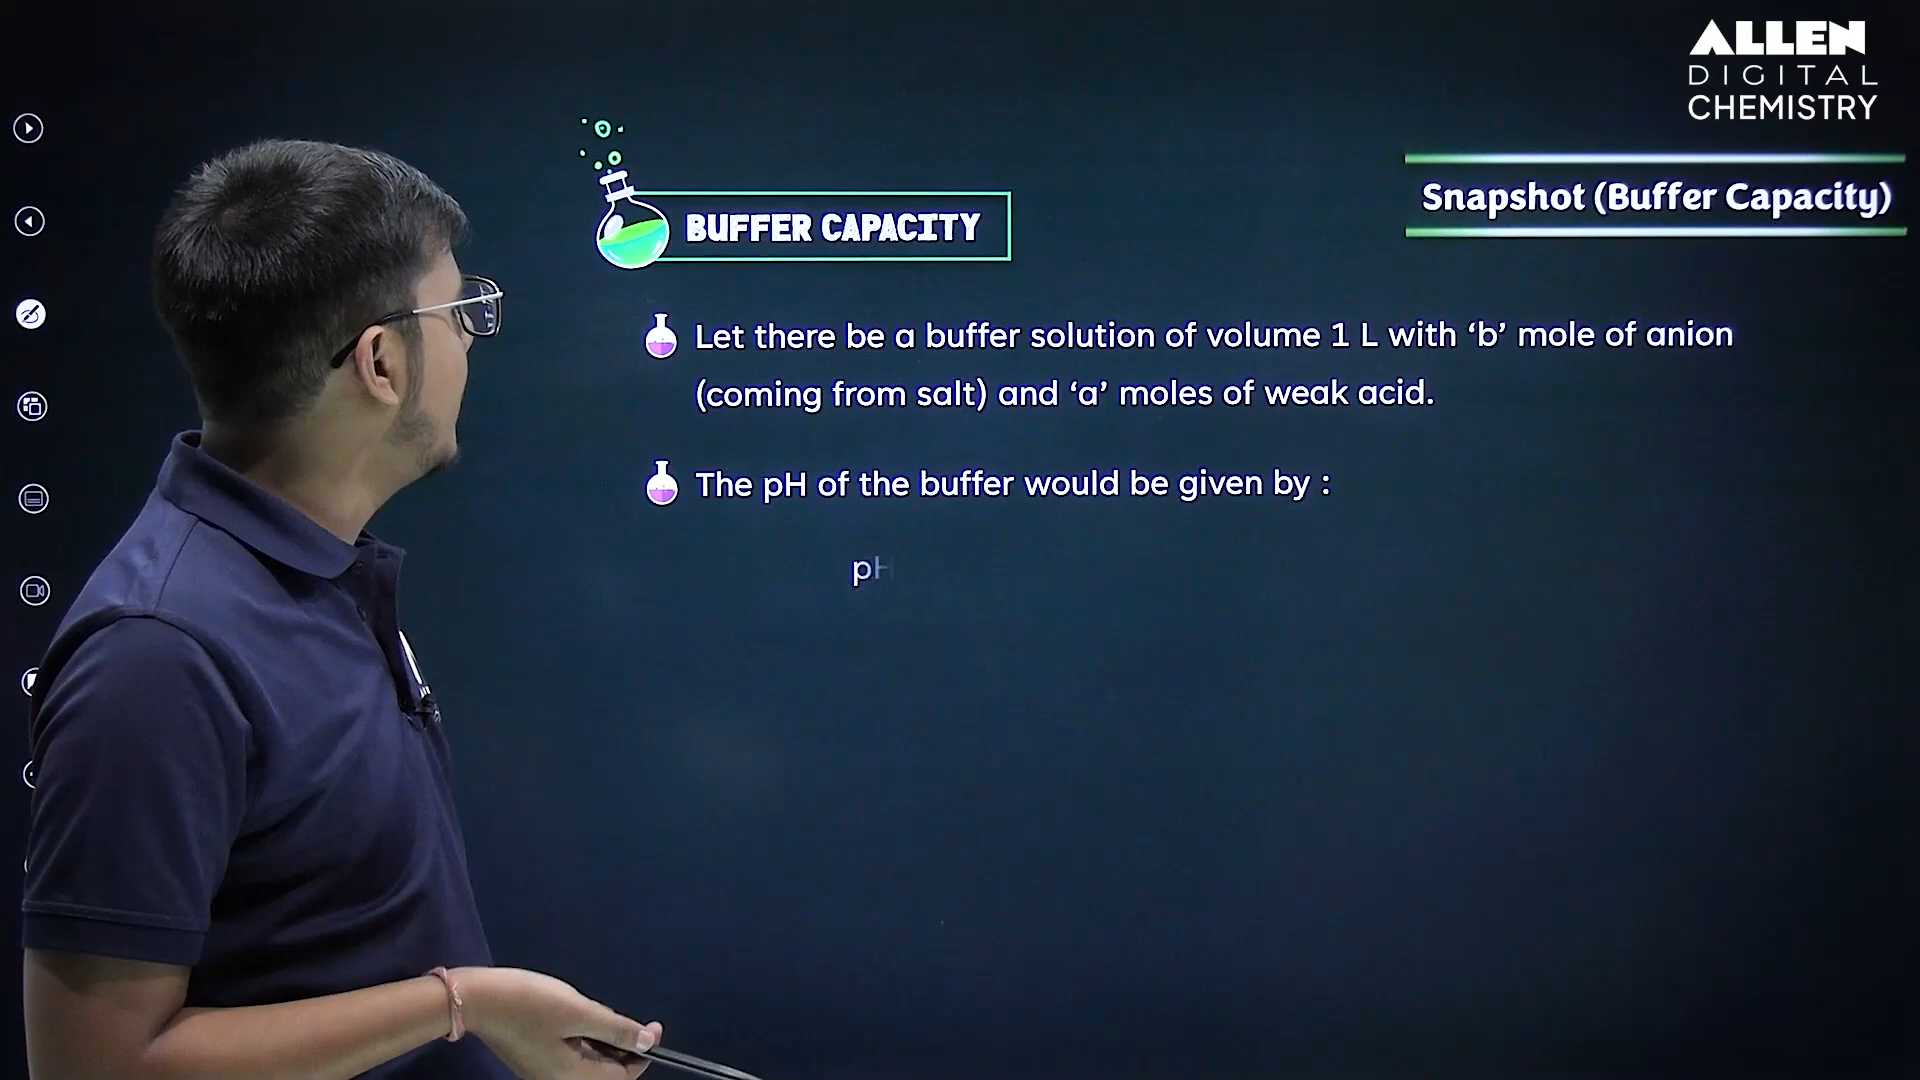 ALLEN
DIGITAL
CHEMISTRY
Snapshot (Buffer Capacity)
BUFFER CAPACITY
Let there be a buffer solution of volume 1 L with ‘b’ mole of anion
(coming from salt) and ‘a’ moles of weak acid.
The pH of the buffer would be given by :
pH